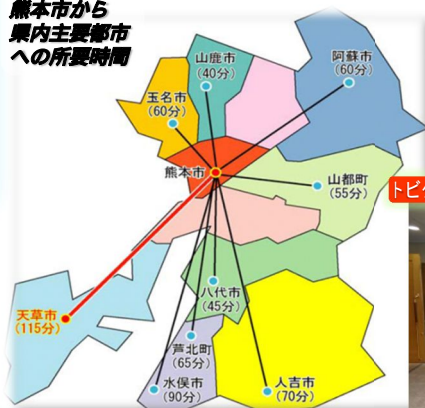 熊本市から
県内主要都市
への所要時間
山鹿市
(40分)
阿蘇市
(60分)
玉名市
(60分)
熊本市
山都町
(55分)
トビ
天草市
(115分)
八代市
(45分)
芦北町
(65分)
水俣市
(90分)
人吉市
(70分)